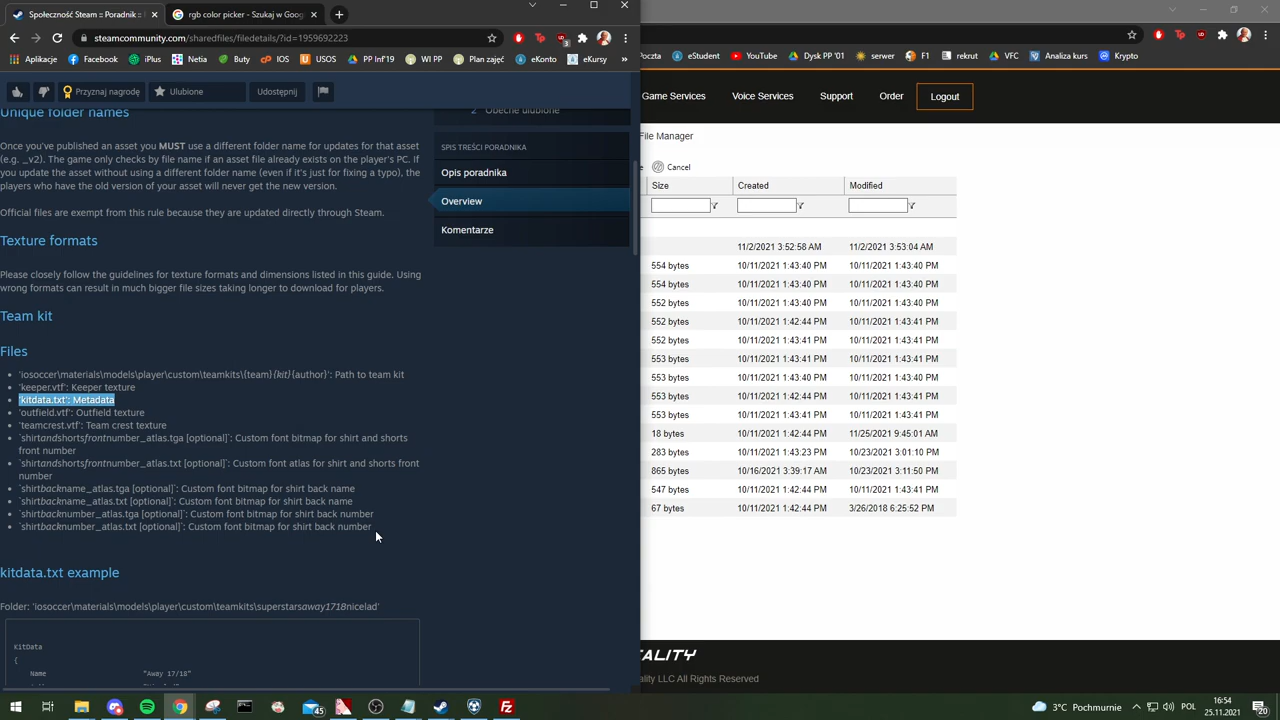 Społeczność Steam :: Poradnik ::
rgb color picker - Szukaj w Goog
steamcommunity.com/sharedfiles/filedetails/?id=1959692223
Aplikacje
Facebook
iPlus
Netia
Buty
IOS
USOS
PP Inf'19
WI PP
Plan zajęć
eKonto
eKursy
Poczta
eStudent
YouTube
Dysk PP '01
serwer
F1
rekrut
VFC
Analiza kurs
Krypto
Przyznaj nagrodę
Ulubione
Udostępnij
2 Obecne ulubione
Unique folder names
Once you've published an asset you MUST use a different folder name for updates for that asset
(e.g. _v2). The game only checks by file name if an asset file already exists on the player's PC. If
you update the asset without using a different folder name (even if it's just for fixing a typo), the
players who have the old version of your asset will never get the new version.
Official files are exempt from this rule because they are updated directly through Steam.
Texture formats
Please closely follow the guidelines for texture formats and dimensions listed in this guide. Using
wrong formats can result in much bigger file sizes taking longer to download for players.
Team kit
Files
'iosoccer\materials\models\player\custom\teamkits\{team}{kit}{author}': Path to team kit
'keeper.vtf': Keeper texture
'kitdata.txt': Metadata
'outfield.vtf': Outfield texture
'teamcrest.vtf': Team crest texture
`shirtandshortsfrontnumber_atlas.tga [optional]`: Custom font bitmap for shirt and shorts
front number
`shirtandshortsfrontnumber_atlas.txt [optional]`: Custom font atlas for shirt and shorts front
number
`shirtbackname_atlas.tga [optional]`: Custom font bitmap for shirt back name
`shirtbackname_atlas.txt [optional]`: Custom font bitmap for shirt back name
`shirtbacknumber_atlas.tga [optional]`: Custom font bitmap for shirt back number
`shirtbacknumber_atlas.txt [optional]`: Custom font bitmap for shirt back number
kitdata.txt example
Folder: 'iosoccer\materials\models\player\custom\teamkits\superstarsaway1718nicelad'
KitData
{
Name "Away 17/18"
SPIS TREŚCI PORADNIKA
Opis poradnika
Overview
Komentarze
Game Services
Voice Services
Support
Order
Logout
File Manager
Cancel
Size Created Modified
11/2/2021 3:52:58 AM 11/2/2021 3:53:04 AM
554 bytes 10/11/2021 1:43:40 PM 10/11/2021 1:43:40 PM
554 bytes 10/11/2021 1:43:40 PM 10/11/2021 1:43:40 PM
552 bytes 10/11/2021 1:43:40 PM 10/11/2021 1:43:40 PM
552 bytes 10/11/2021 1:42:44 PM 10/11/2021 1:43:41 PM
552 bytes 10/11/2021 1:43:40 PM 10/11/2021 1:43:41 PM
553 bytes 10/11/2021 1:43:40 PM 10/11/2021 1:43:41 PM
553 bytes 10/11/2021 1:43:40 PM 10/11/2021 1:43:41 PM
553 bytes 10/11/2021 1:42:44 PM 10/11/2021 1:43:41 PM
553 bytes 10/11/2021 1:42:44 PM 10/11/2021 1:43:41 PM
18 bytes 10/11/2021 1:42:44 PM 11/25/2021 9:45:01 AM
283 bytes 10/11/2021 1:43:23 PM 10/23/2021 3:01:10 PM
865 bytes 10/16/2021 3:39:17 AM 10/23/2021 3:11:50 PM
547 bytes 10/11/2021 1:42:44 PM 10/11/2021 1:43:41 PM
67 bytes 10/11/2021 1:42:44 PM 3/26/2018 6:25:52 PM
ALITY
ality LLC All Rights Reserved
45
3°C Pochmurnie
POL
16:54
25.11.2021
20